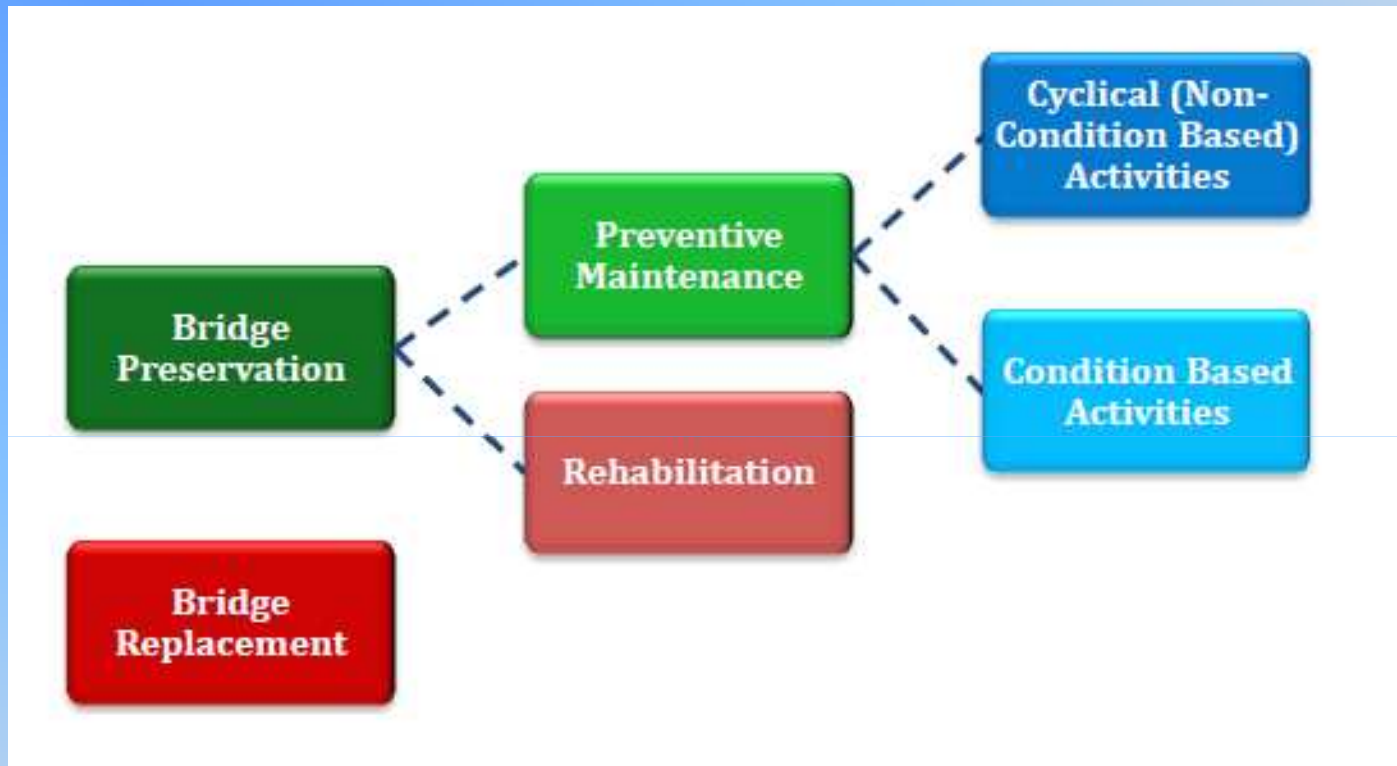 Bridge
Preservation
Bridge
Replacement
Preventive
Maintenance
Rehabilitation
Cyclical (Non-
Condition Based)
Activities
Condition Based
Activities